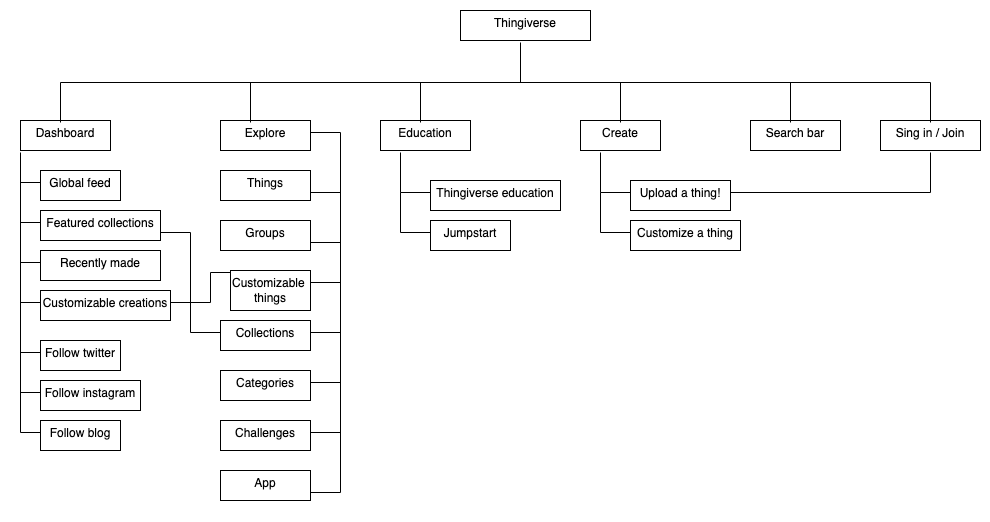 Thingiverse
Dashboard
Explore
Education
Create
Search bar
Sing in / Join
Global feed
Featured collections
Recently made
Customizable creations
Follow twitter
Follow instagram
Follow blog
Things
Groups
Customizable
things
Collections
Categories
Challenges
App
Thingiverse education
Jumpstart
Upload a thing!
Customize a thing